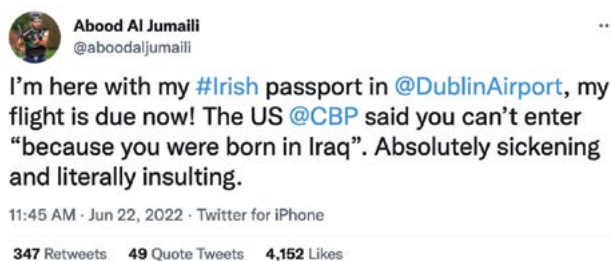 Abood Al Jumaili
@aboodaljumaili
I'm here with my #Irish passport in @DublinAirport, my
flight is due now! The US @CBP said you can't enter
“because you were born in Iraq”. Absolutely sickening
and literally insulting.
11:45 AM · Jun 22, 2022 · Twitter for iPhone
347 Retweets 49 Quote Tweets 4,152 Likes